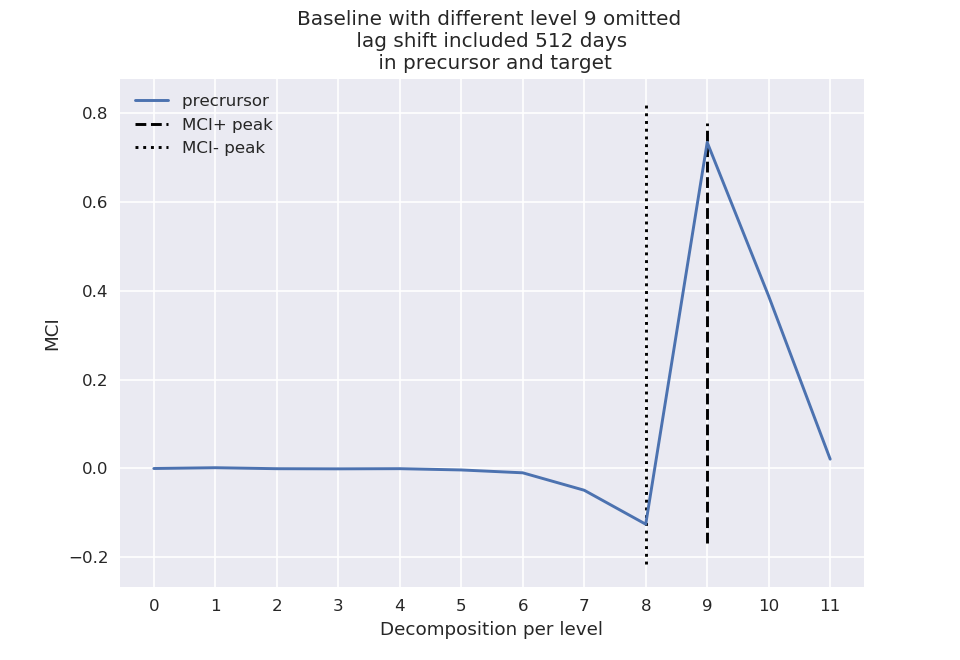 Baseline with different level 9 omitted
lag shift included 512 days
in precursor and target
precrursor
MCI+ peak
MCI- peak
0.8
0.6
0.4
0.2
0.0
−0.2
MCI
0 1 2 3 4 5 6 7 8 9 10 11
Decomposition per level